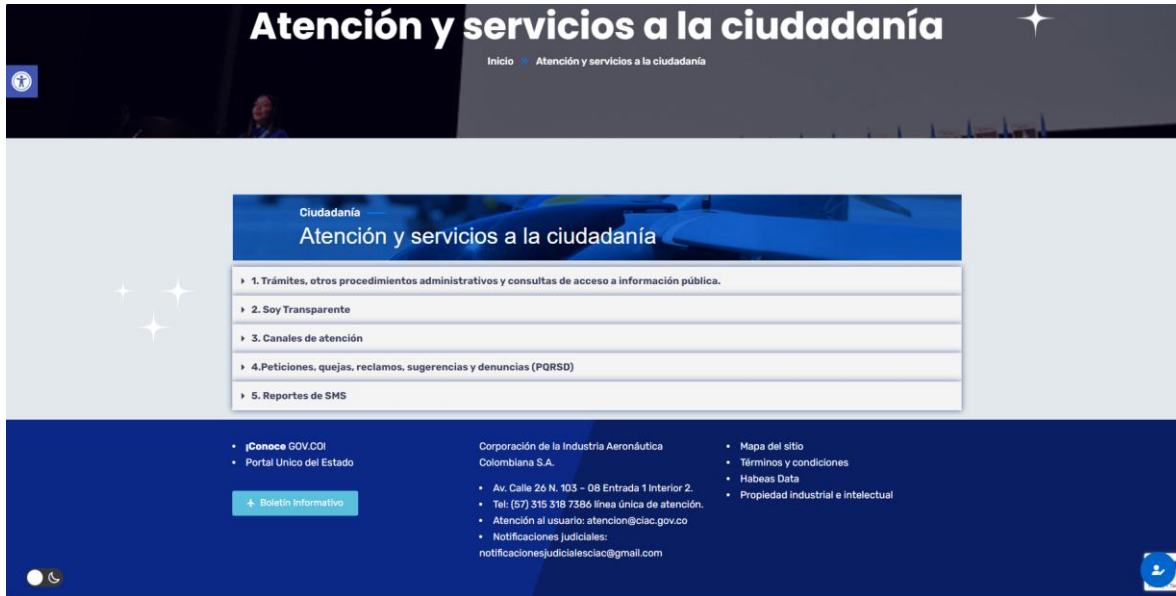 Atención y servicios a la ciudadanía
Inicio Atención y servicios a la ciudadanía
Ciudadanía
Atención y servicios a la ciudadanía
1. Trámites, otros procedimientos administrativos y consultas de acceso a información pública.
2. Soy Transparente
3. Canales de atención
4.Peticiones, quejas, reclamos, sugerencias y denuncias (PQRSD)
5. Reportes de SMS
¡Conoce GOV.CO!
Portal Unico del Estado
Boletín Informativo
Corporación de la Industria Aeronáutica
Colombiana S.A.
Av. Calle 26 N. 103 – 08 Entrada 1 Interior 2.
Tel: (57) 315 318 7386 línea única de atención.
Atención al usuario: atencion@ciac.gov.co
Notificaciones judiciales:
notificacionesjudicialesciac@gmail.com
Mapa del sitio
Términos y condiciones
Habeas Data
Propiedad industrial e intelectual